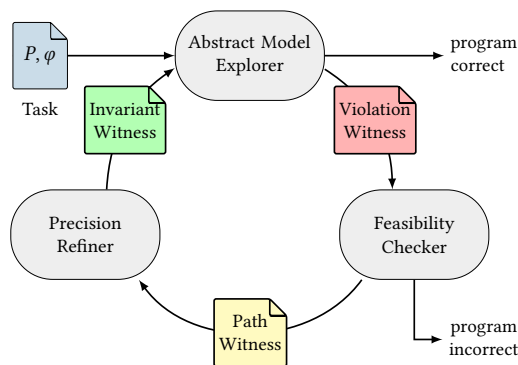 P, φ
Task
Abstract Model
Explorer
program
correct
Invariant
Witness
Violation
Witness
Precision
Refiner
Feasibility
Checker
Path
Witness
program
incorrect